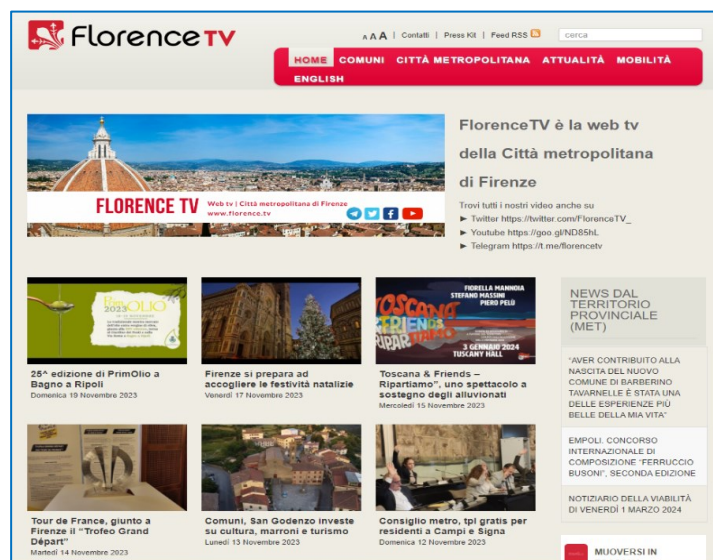 Florence TV
A A A | Contatti | Press Kit | Feed RSS
cerca
HOME COMUNI CITTÀ METROPOLITANA ATTUALITÀ MOBILITÀ
ENGLISH
FLORENCE TV
Web tv | Città metropolitana di Firenze
www.florence.tv
FlorenceTV è la web tv
della Città metropolitana
di Firenze
Trovi tutti i nostri video anche su
► Twitter https://twitter.com/FlorenceTV_
► Youtube https://goo.gl/ND85hL
► Telegram https://t.me/florencetv
PrimOLIO
2023
25^ edizione di PrimOlio a
Bagno a Ripoli
Domenica 19 Novembre 2023
Firenze si prepara ad
accogliere le festività natalizie
Venerdì 17 Novembre 2023
FIORELLA MANNOIA
STEFANO MASSINI
PIERO PELÙ
TOSCANA
FRIENDS
RIPARTIAMO
3 GENNAIO 2024
TUSCANY HALL
Toscana & Friends –
Ripartiamo”, uno spettacolo a
sostegno degli alluvionati
Mercoledì 15 Novembre 2023
Tour de France, giunto a
Firenze il “Trofeo Grand
Départ”
Martedì 14 Novembre 2023
Comuni, San Godenzo investe
su cultura, marroni e turismo
Lunedì 13 Novembre 2023
Consiglio metro, tpl gratis per
residenti a Campi e Signa
Domenica 12 Novembre 2023
NEWS DAL
TERRITORIO
PROVINCIALE
(MET)
“AVER CONTRIBUITO ALLA
NASCITA DEL NUOVO
COMUNE DI BARBERINO
TAVARNELLE È STATA UNA
DELLE ESPERIENZE PIÙ
BELLE DELLA MIA VITA”
EMPOLI. CONCORSO
INTERNAZIONALE DI
COMPOSIZIONE “FERRUCCIO
BUSONI”, SECONDA EDIZIONE
NOTIZIARIO DELLA VIABILITÀ
DI VENERDÌ 1 MARZO 2024
MUOVERSI IN